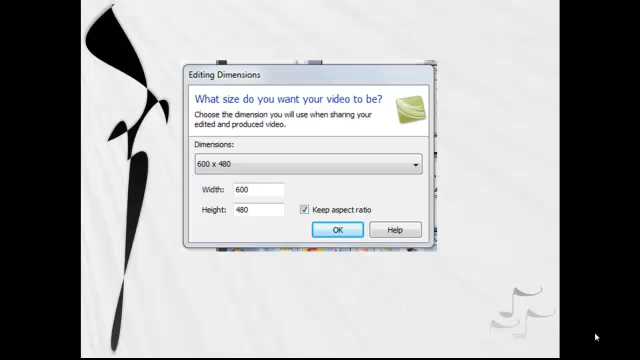 Editing Dimensions
What size do you want your video to be?
Choose the dimension you will use when sharing your
edited and produced video.
Dimensions:
600 x 480
Width: 600
Height: 480 Keep aspect ratio
OK Help